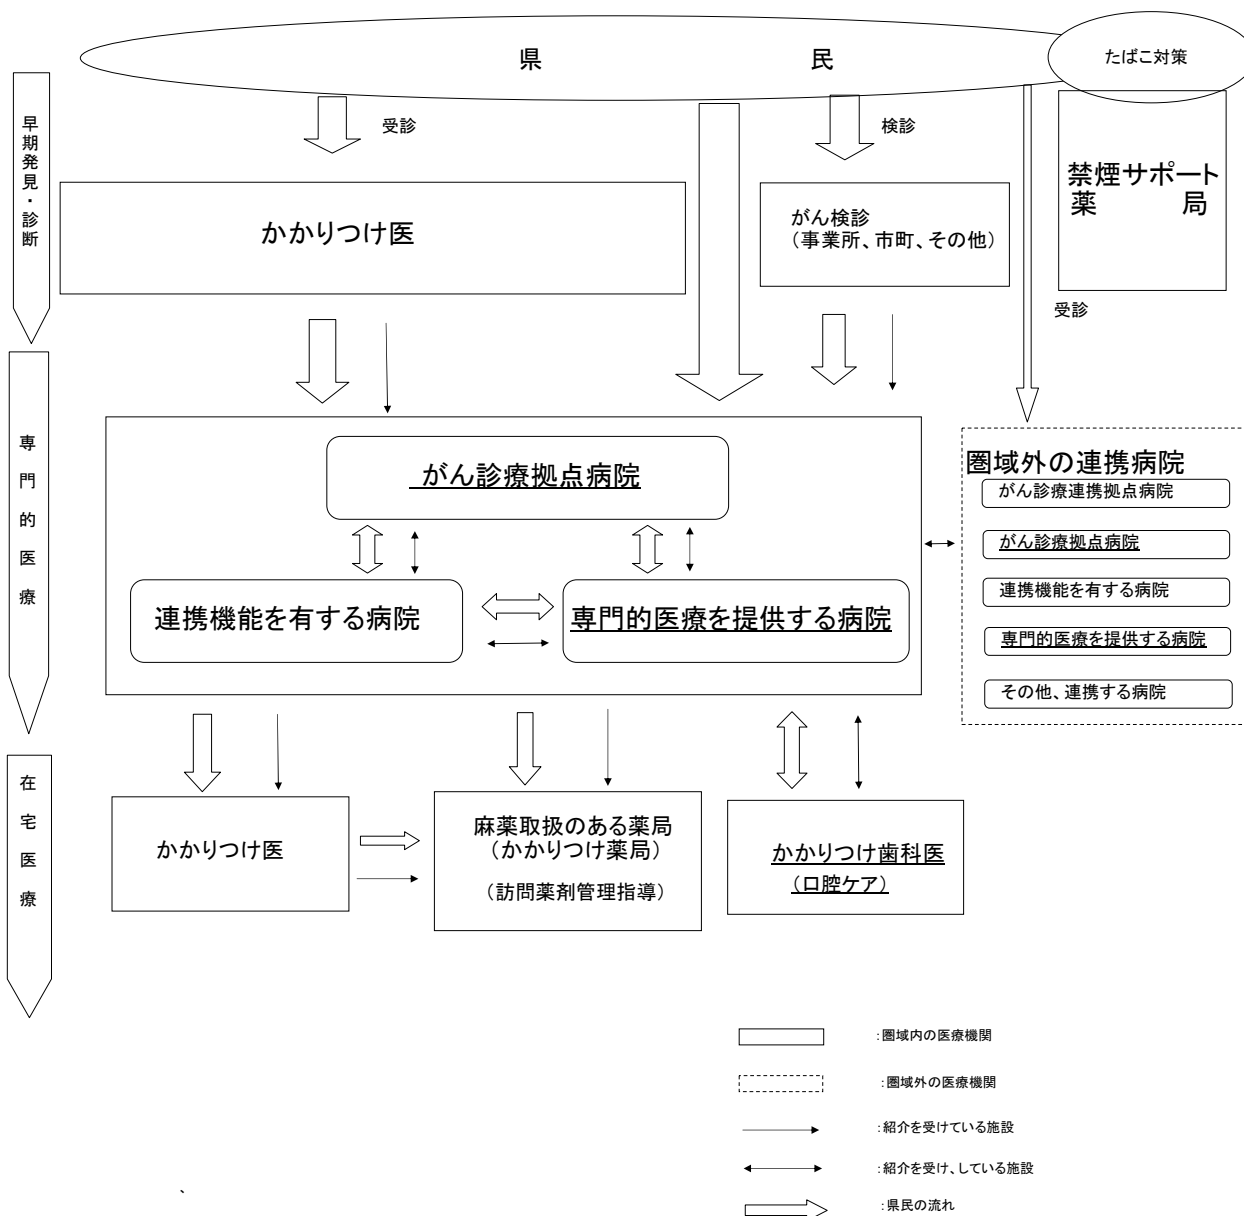 県 民
たばこ対策
早期発見・診断
受診
検診
かかりつけ医
がん検診
（事業所、市町、その他）
禁煙サポート
薬 局
受診
専門的医療
がん診療拠点病院
連携機能を有する病院
専門的医療を提供する病院
圏域外の連携病院
がん診療連携拠点病院
がん診療拠点病院
連携機能を有する病院
専門的医療を提供する病院
その他、連携する病院
在宅医療
かかりつけ医
麻薬取扱のある薬局
（かかりつけ薬局）
（訪問薬剤管理指導）
かかりつけ歯科医
（口腔ケア）
：圏域内の医療機関
：圏域外の医療機関
：紹介を受けている施設
：紹介を受け、している施設
：県民の流れ
、